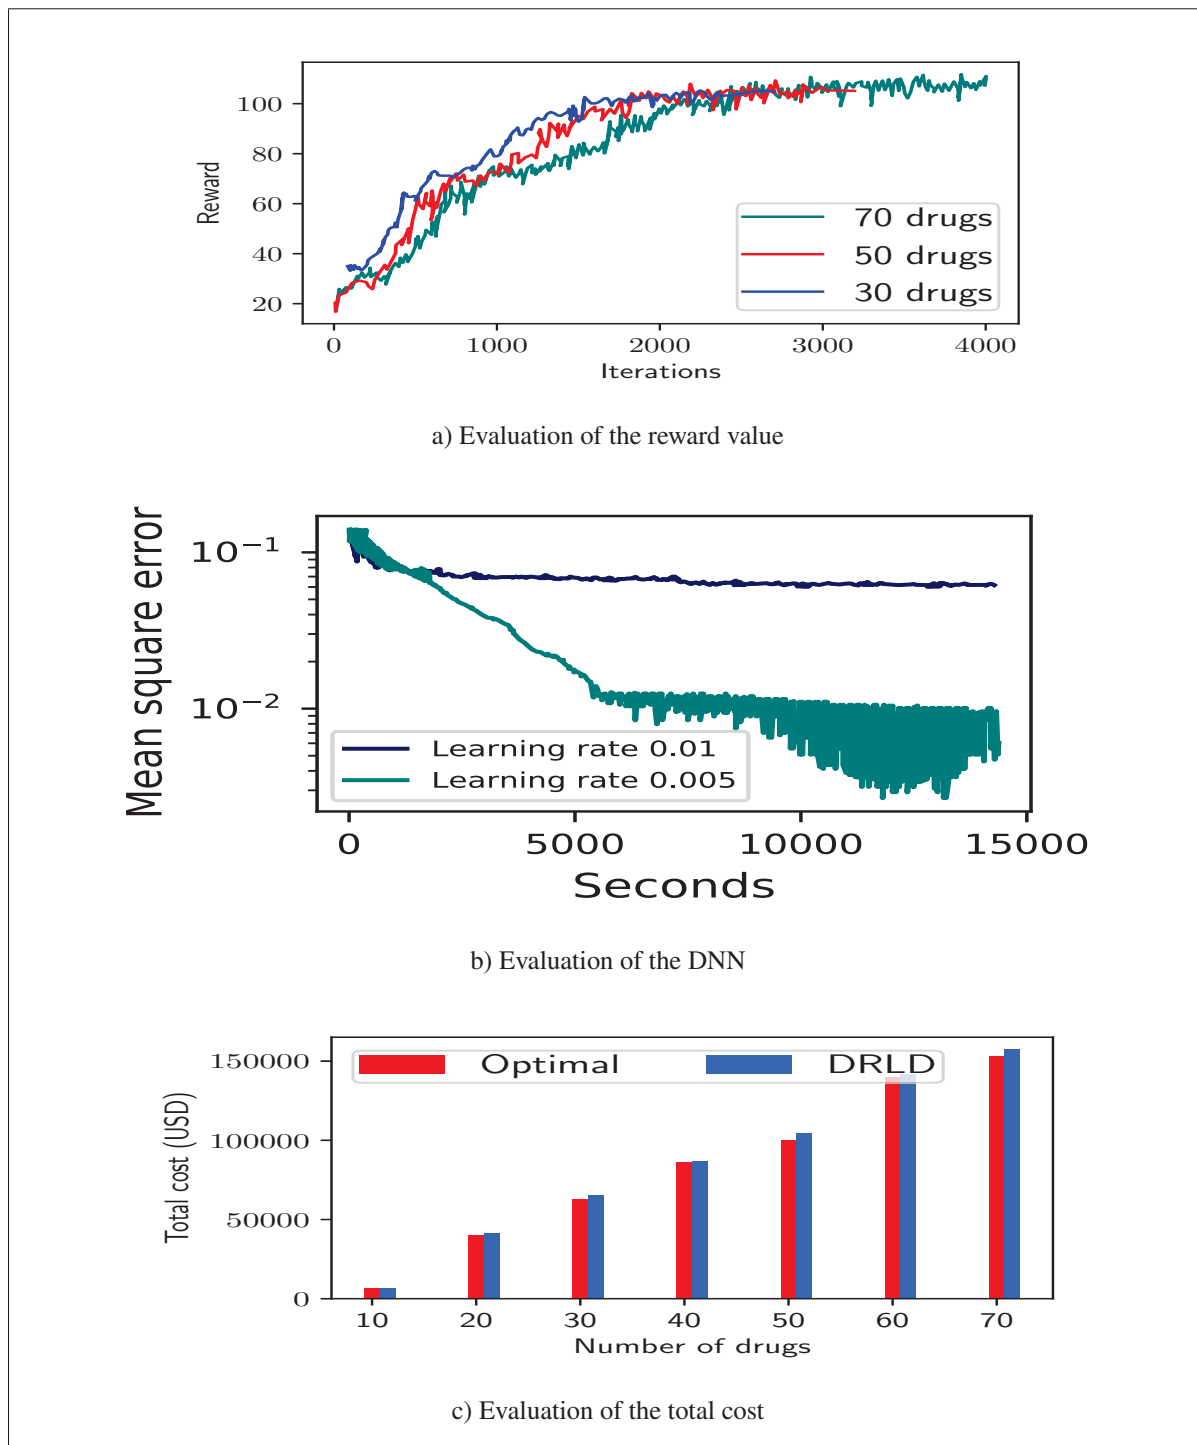 100
80
60
40
20
Reward
70 drugs
50 drugs
30 drugs
0 1000 2000 3000 4000
Iterations
a) Evaluation of the reward value
Mean square error
10⁻¹
10⁻²
Learning rate 0.01
Learning rate 0.005
0 5000 10000 15000
Seconds
b) Evaluation of the DNN
Total cost (USD)
150000
100000
50000
0
Optimal DRLD
10 20 30 40 50 60 70
Number of drugs
c) Evaluation of the total cost